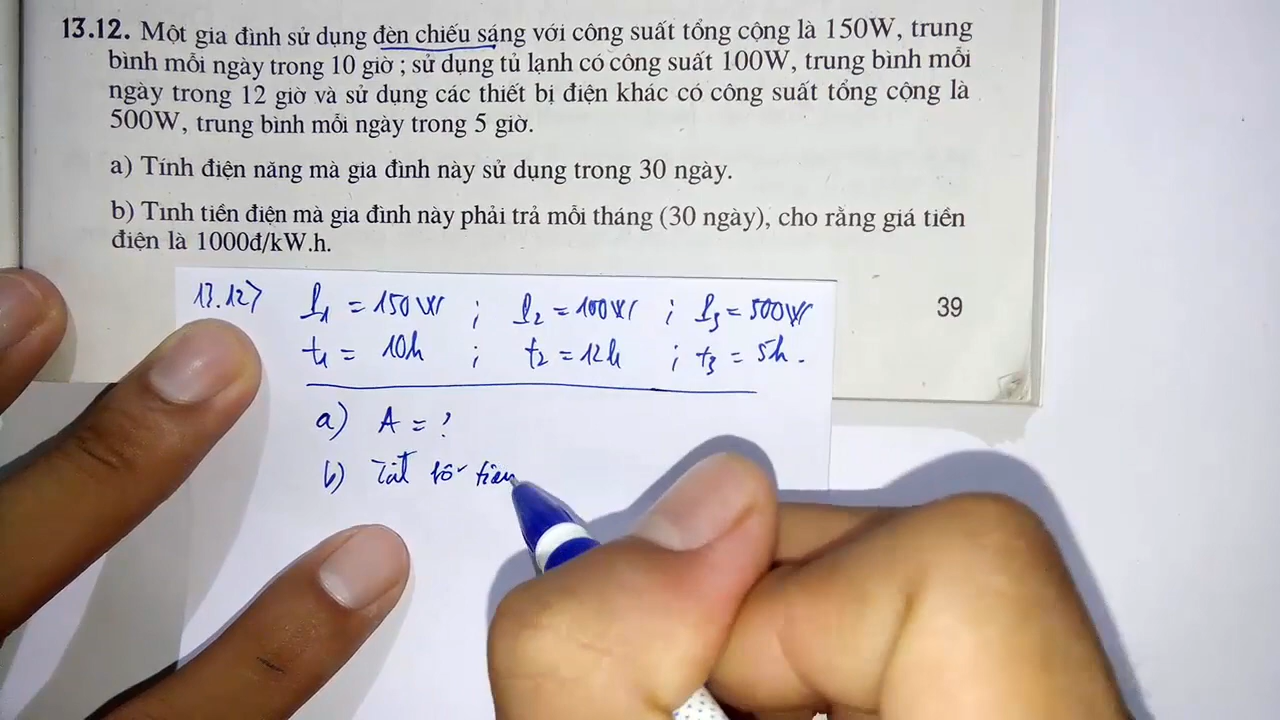 13.12. Một gia đình sử dụng đèn chiếu sáng với công suất tổng cộng là 150W, trung
bình mỗi ngày trong 10 giờ ; sử dụng tủ lạnh có công suất 100W, trung bình mỗi
ngày trong 12 giờ và sử dụng các thiết bị điện khác có công suất tổng cộng là
500W, trung bình mỗi ngày trong 5 giờ.
a) Tính điện năng mà gia đình này sử dụng trong 30 ngày.
b) Tính tiền điện mà gia đình này phải trả mỗi tháng (30 ngày), cho rằng giá tiền
điện là 1000đ/kW.h.
39
13.12> P₁ = 150W ; P₂ = 100W ; P₃ = 500W
t₁ = 10h ; t₂ = 12h ; t₃ = 5h.
a) A = ?
b) số tiền